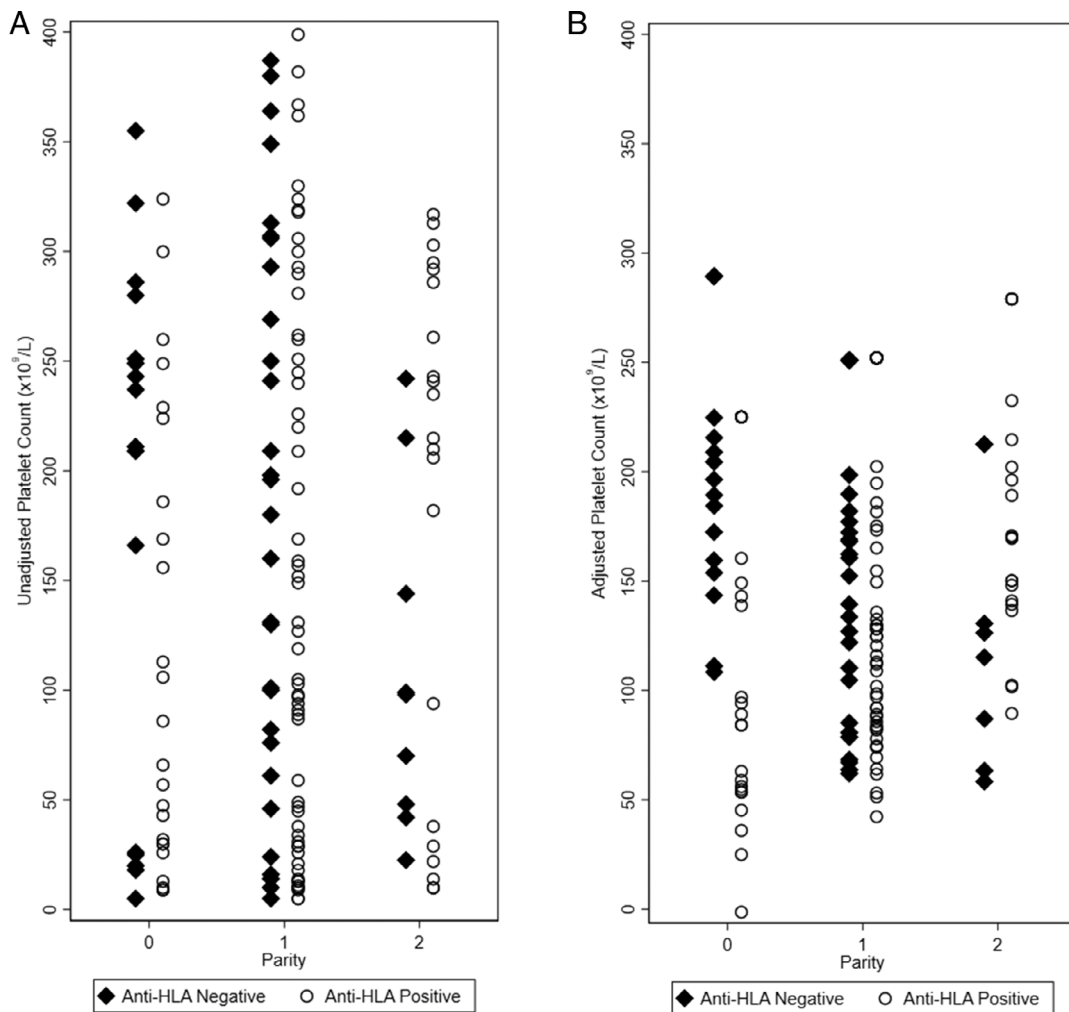 A
Unadjusted Platelet Count (x10⁹/L)
400
350
300
250
200
150
100
50
0
0 1 2
Parity
Anti-HLA Negative Anti-HLA Positive
B
Adjusted Platelet Count (x10⁹/L)
400
350
300
250
200
150
100
50
0
0 1 2
Parity
Anti-HLA Negative Anti-HLA Positive